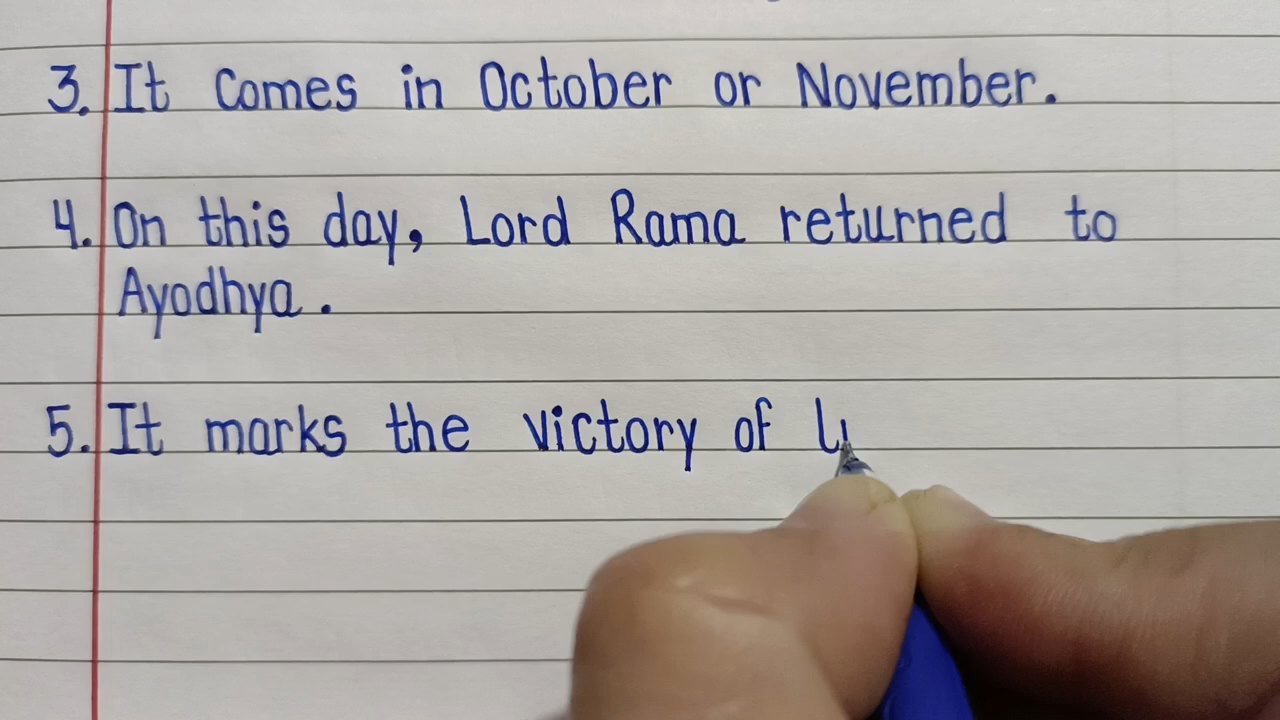 3. It Comes in October or November.
4. On this day, Lord Rama returned to
Ayodhya.
5. It marks the victory of